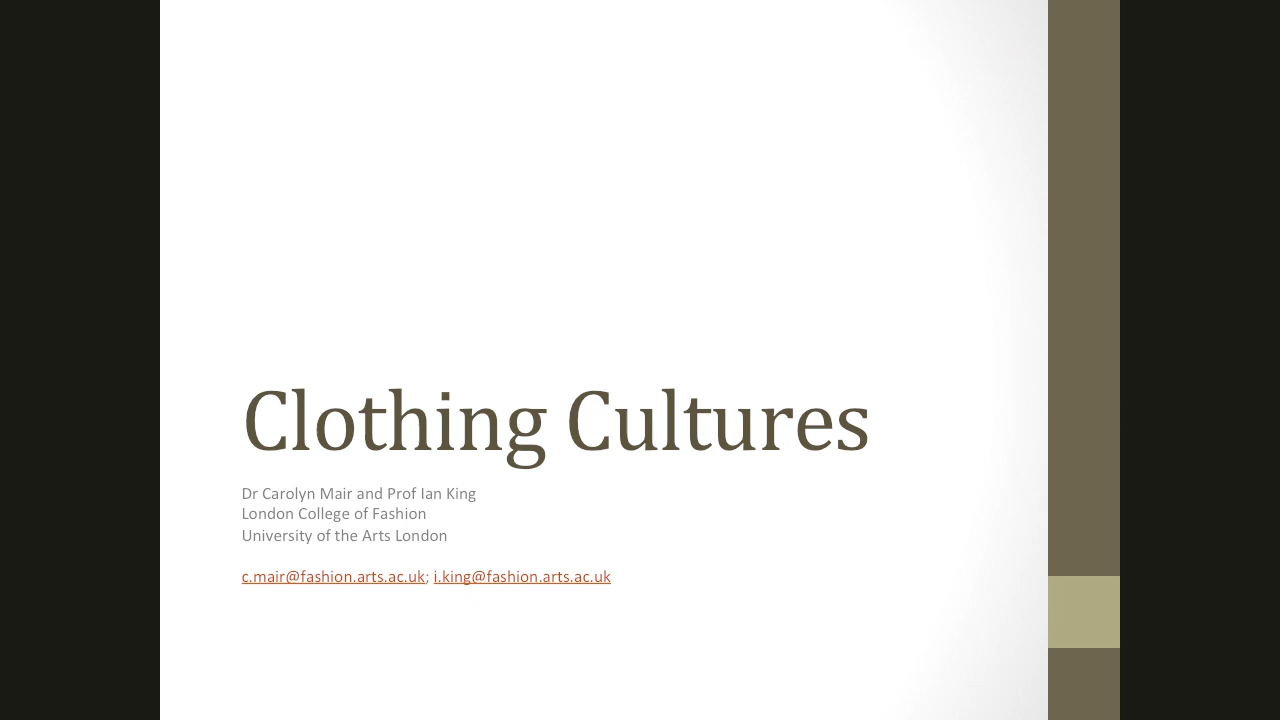 Clothing Cultures
Dr Carolyn Mair and Prof Ian King
London College of Fashion
University of the Arts London
c.mair@fashion.arts.ac.uk; i.king@fashion.arts.ac.uk